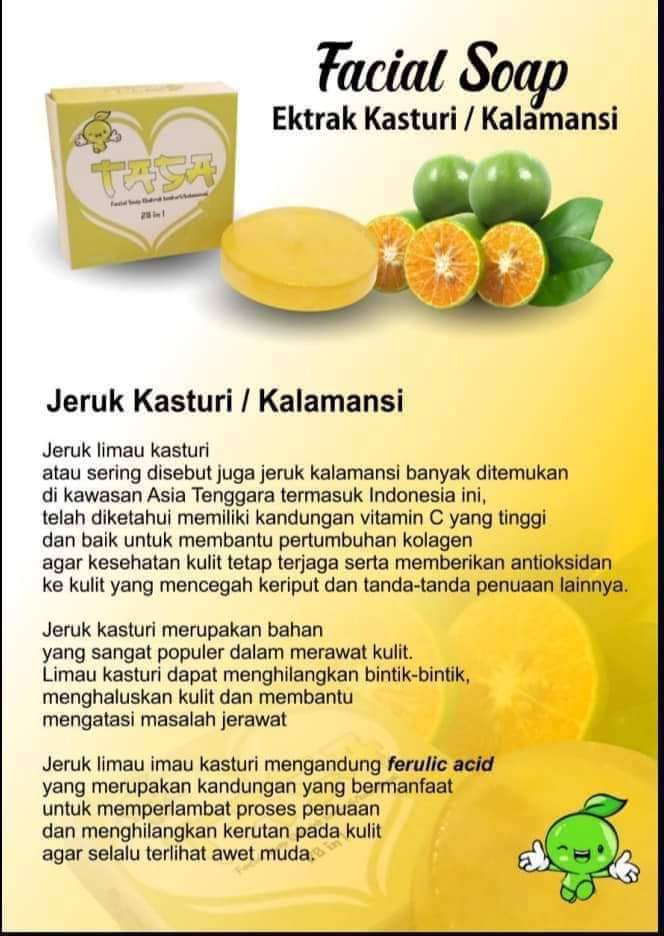 Facial Soap
Ektrak Kasturi / Kalamansi
TASA
Facial Soap Ekstrak kasturi/kalamansi
28 in 1
Jeruk Kasturi / Kalamansi
Jeruk limau kasturi
atau sering disebut juga jeruk kalamansi banyak ditemukan
di kawasan Asia Tenggara termasuk Indonesia ini,
telah diketahui memiliki kandungan vitamin C yang tinggi
dan baik untuk membantu pertumbuhan kolagen
agar kesehatan kulit tetap terjaga serta memberikan antioksidan
ke kulit yang mencegah keriput dan tanda-tanda penuaan lainnya.
Jeruk kasturi merupakan bahan
yang sangat populer dalam merawat kulit.
Limau kasturi dapat menghilangkan bintik-bintik,
menghaluskan kulit dan membantu
mengatasi masalah jerawat
Jeruk limau imau kasturi mengandung ferulic acid
yang merupakan kandungan yang bermanfaat
untuk memperlambat proses penuaan
dan menghilangkan kerutan pada kulit
agar selalu terlihat awet muda.